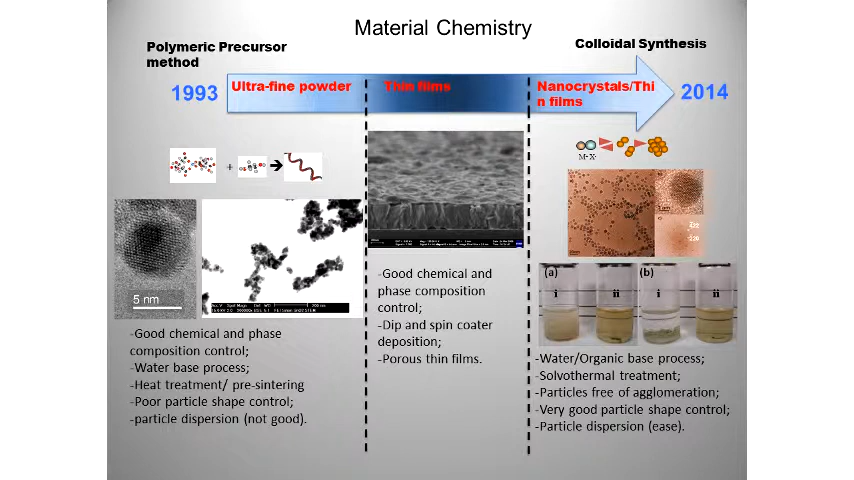 Material Chemistry
Polymeric Precursor
method
Colloidal Synthesis
1993
Ultra-fine powder
Thin films
Nanocrystals/Thi
n films
2014
+
M-X-
5 nm
(a)
i
ii
(b)
i
ii
-Good chemical and phase
composition control;
-Water base process;
-Heat treatment/ pre-sintering
-Poor particle shape control;
-particle dispersion (not good).
-Good chemical and
phase composition
control;
-Dip and spin coater
deposition;
-Porous thin films.
-Water/Organic base process;
-Solvothermal treatment;
-Particles free of agglomeration;
-Very good particle shape control;
-Particle dispersion (ease).